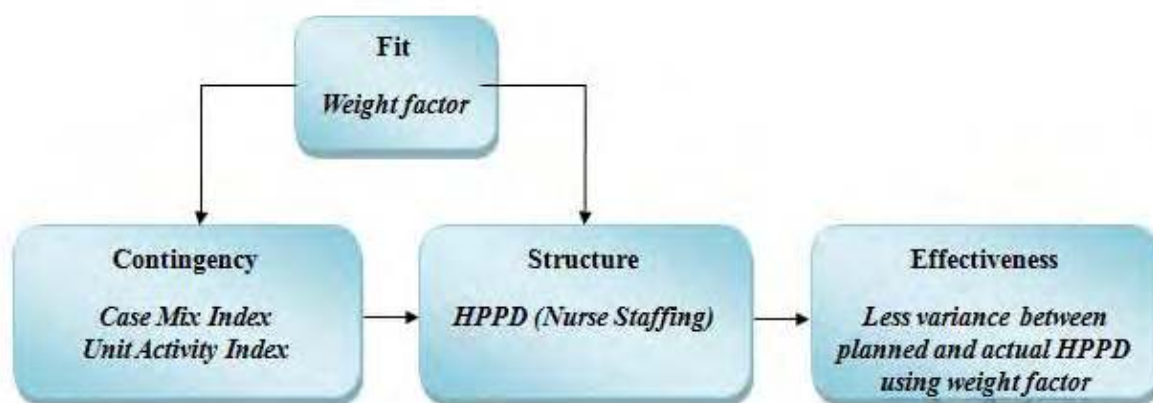 Fit
Weight factor
Contingency
Case Mix Index
Unit Activity Index
Structure
HPPD (Nurse Staffing)
Effectiveness
Less variance between
planned and actual HPPD
using weight factor